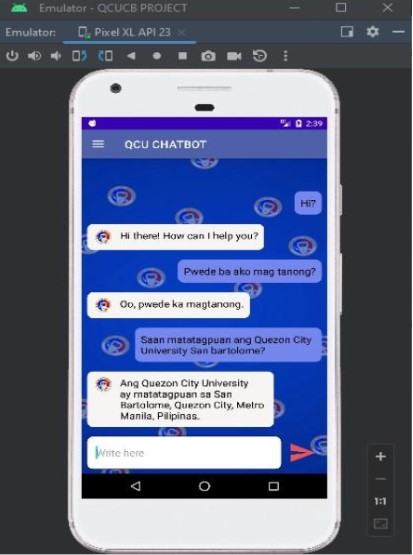 Emulator - QCUCB PROJECT
Emulator:
Pixel XL API 23
2:39
QCU CHATBOT
Hi?
Hi there! How can I help you?
Pwede ba ako mag tanong?
Oo, pwede ka magtanong.
Saan matatagpuan ang Quezon City
University San bartolome?
Ang Quezon City University
ay matatagpuan sa San
Bartolome, Quezon City, Metro
Manila, Pilipinas.
Write here
1:1